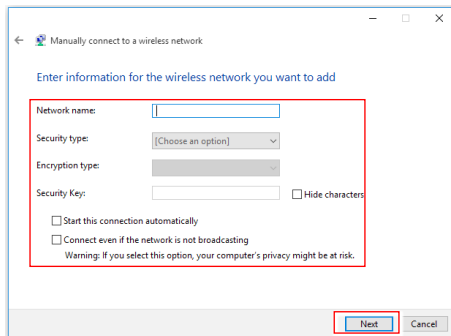 Manually connect to a wireless network
Enter information for the wireless network you want to add
Network name:
Security type: [Choose an option]
Encryption type:
Security Key: Hide characters
Start this connection automatically
Connect even if the network is not broadcasting
Warning: If you select this option, your computer's privacy might be at risk.
Next Cancel